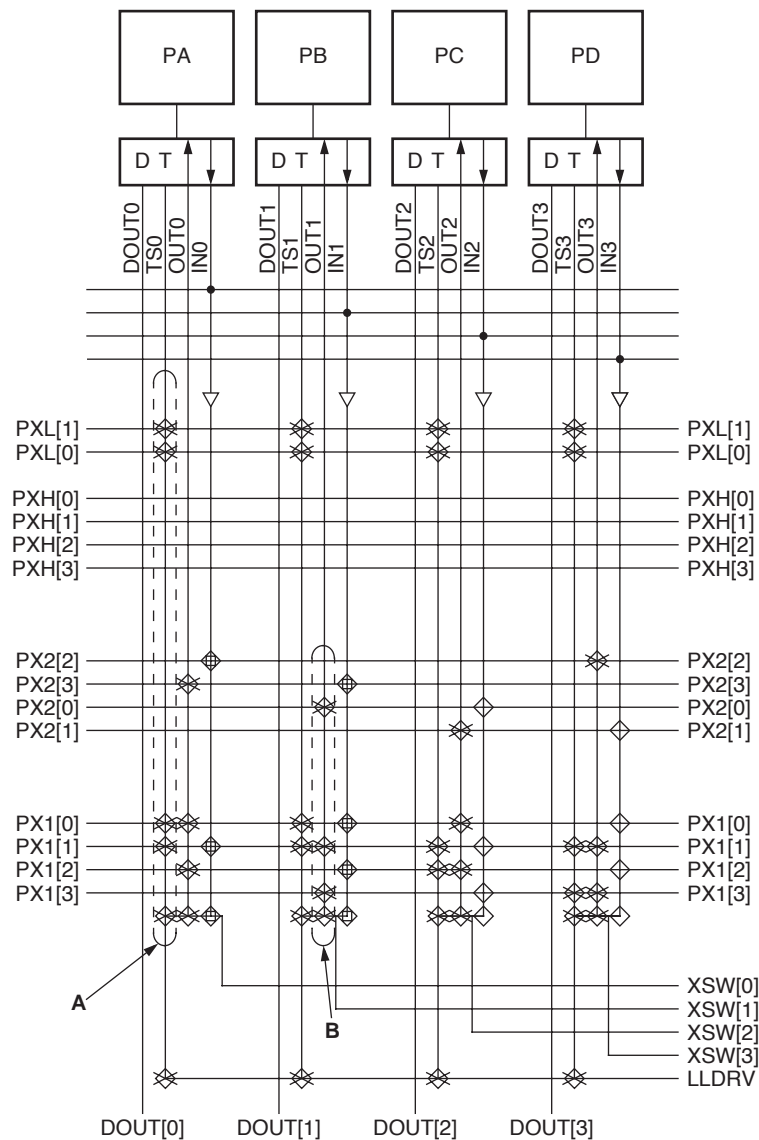 PA PB PC PD
D T D T D T D T
DOUT0 TS0 OUT0 IN0 DOUT1 TS1 OUT1 IN1 DOUT2 TS2 OUT2 IN2 DOUT3 TS3 OUT3 IN3
PXL[1] PXL[1]
PXL[0] PXL[0]
PXH[0] PXH[0]
PXH[1] PXH[1]
PXH[2] PXH[2]
PXH[3] PXH[3]
PX2[2] PX2[2]
PX2[3] PX2[3]
PX2[0] PX2[0]
PX2[1] PX2[1]
PX1[0] PX1[0]
PX1[1] PX1[1]
PX1[2] PX1[2]
PX1[3] PX1[3]
XSW[0]
A XSW[1]
B
XSW[2]
XSW[3]
LLDRV
DOUT[0] DOUT[1] DOUT[2] DOUT[3]